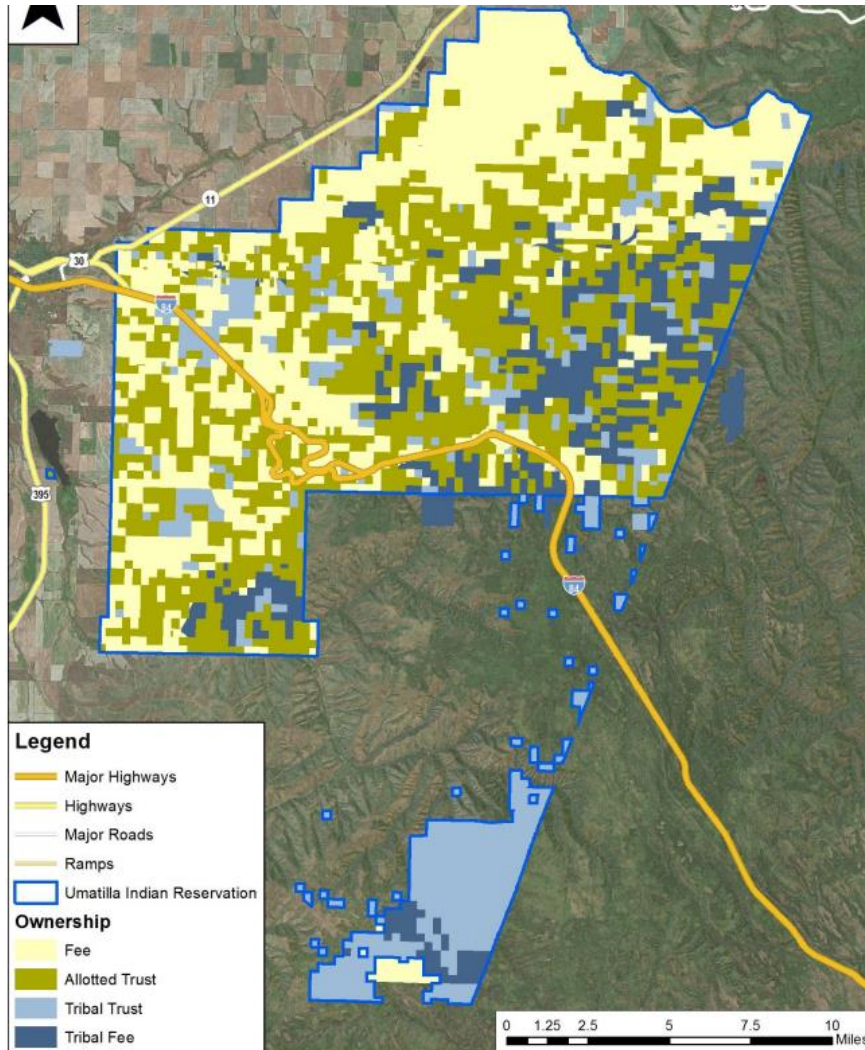 11
30
84
395
84
Legend
Major Highways
Highways
Major Roads
Ramps
Umatilla Indian Reservation
Ownership
Fee
Allotted Trust
Tribal Trust
Tribal Fee
0 1.25 2.5 5 7.5 10
Miles